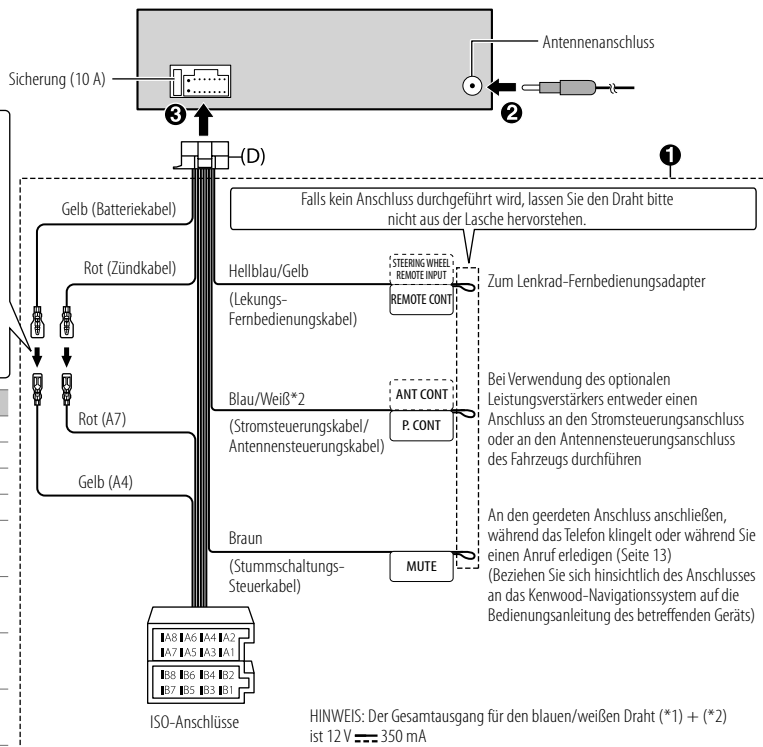 Antennenanschluss
Sicherung (10 A)
❸
❷
(D)
❶
Gelb (Batteriekabel)
Falls kein Anschluss durchgeführt wird, lassen Sie den Draht bitte
nicht aus der Lasche hervorstehen.
Rot (Zündkabel)
Hellblau/Gelb
(Lekungs-
Fernbedienungskabel)
STEERING WHEEL
REMOTE INPUT
REMOTE CONT
Zum Lenkrad-Fernbedienungsadapter
Blau/Weiß*2
(Stromsteuerungskabel/
Antennensteuerungskabel)
ANT CONT
P. CONT
Bei Verwendung des optionalen
Leistungsverstärkers entweder einen
Anschluss an den Stromsteuerungsanschluss
oder an den Antennensteuerungsanschluss
des Fahrzeugs durchführen
Rot (A7)
Gelb (A4)
Braun
(Stummschaltungs-
Steuerkabel)
MUTE
An den geerdeten Anschluss anschließen,
während das Telefon klingelt oder während Sie
einen Anruf erledigen (Seite 13)
(Beziehen Sie sich hinsichtlich des Anschlusses
an das Kenwood-Navigationssystem auf die
Bedienungsanleitung des betreffenden Geräts)
A8 A6 A4 A2
A7 A5 A3 A1
B8 B6 B4 B2
B7 B5 B3 B1
ISO-Anschlüsse
HINWEIS: Der Gesamtausgang für den blauen/weißen Draht (*1) + (*2)
ist 12 V ⎓ 350 mA